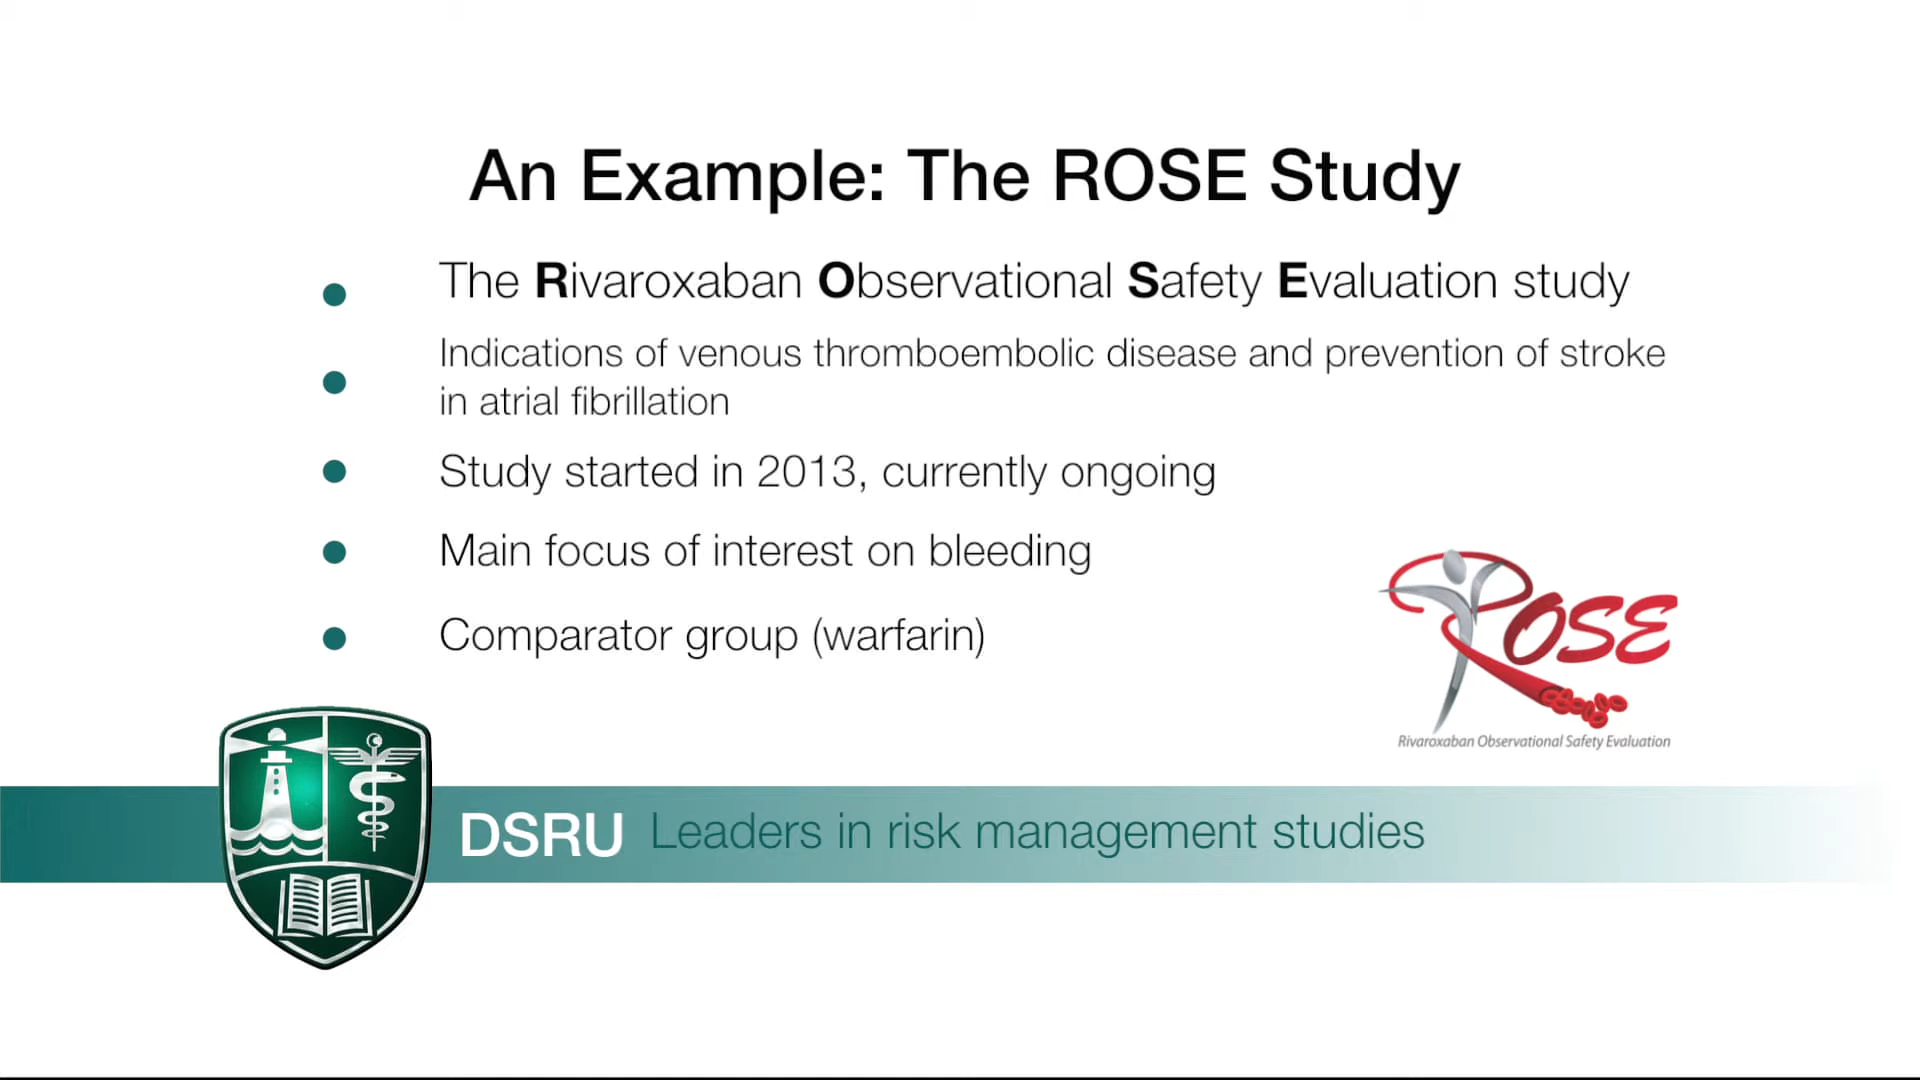 An Example: The ROSE Study
The Rivaroxaban Observational Safety Evaluation study
Indications of venous thromboembolic disease and prevention of stroke
in atrial fibrillation
Study started in 2013, currently ongoing
Main focus of interest on bleeding
Comparator group (warfarin)
ROSE
Rivaroxaban Observational Safety Evaluation
DSRU Leaders in risk management studies